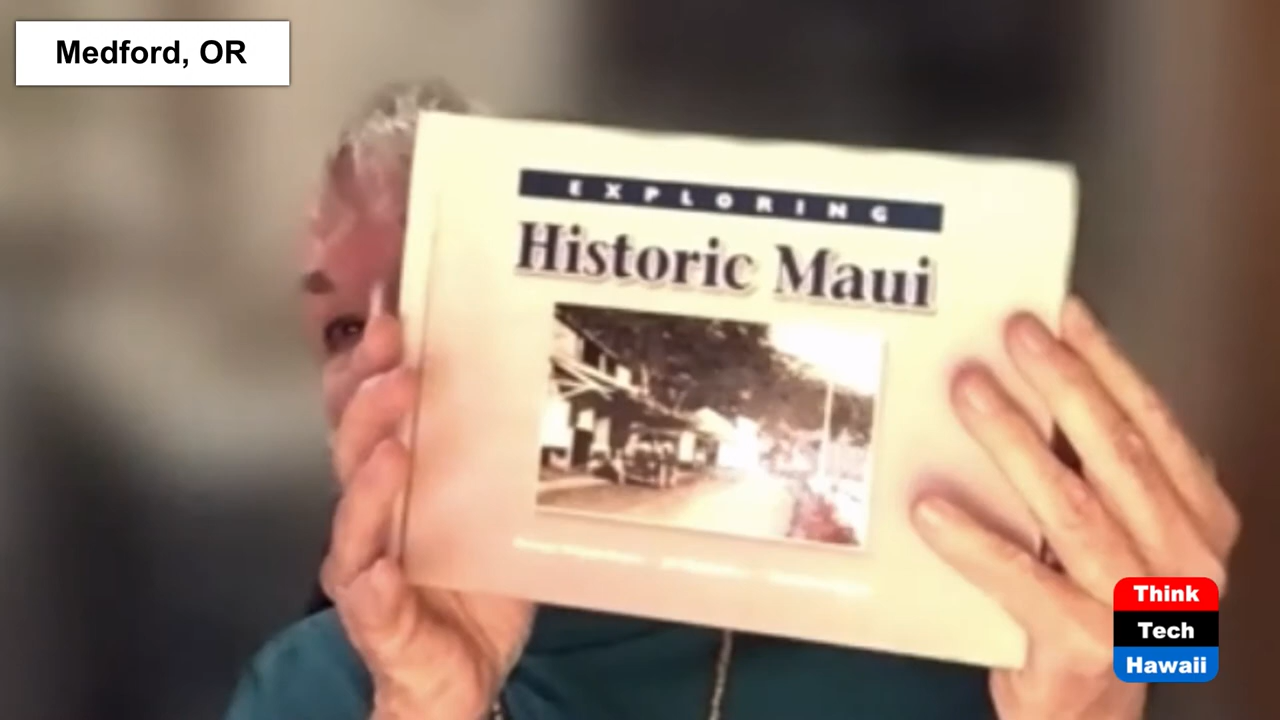 Medford, OR
EXPLORING
Historic Maui
Think
Tech
Hawaii